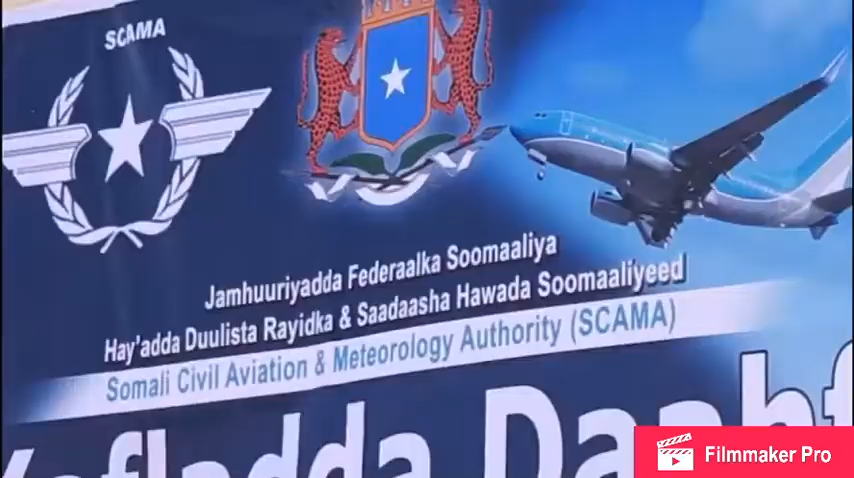 SCAMA
Jamhuuriyadda Federaalka Soomaaliya
Hay'adda Duulista Rayidka & Saadaasha Hawada Soomaaliyeed
Somali Civil Aviation & Meteorology Authority (SCAMA)
Filmmaker Pro